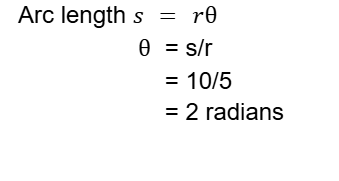 Arc length s = rθ
θ = s/r
= 10/5
= 2 radians